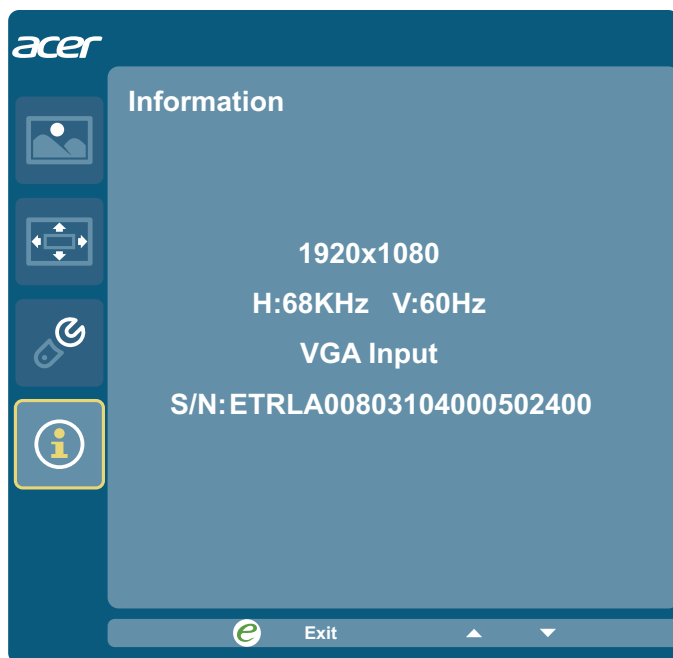 acer
Information
1920x1080
H:68KHz V:60Hz
VGA Input
S/N:ETRLA00803104000502400
e Exit